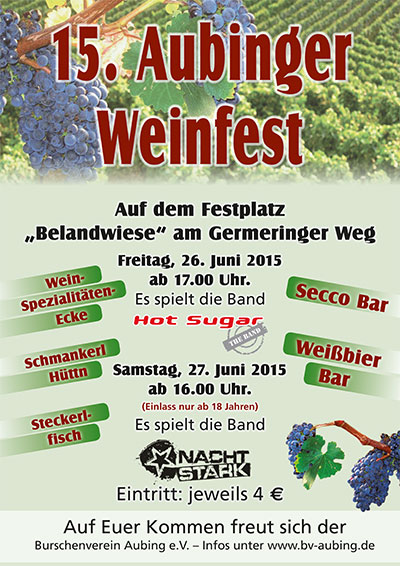 15. Aubinger
Weinfest
Auf dem Festplatz
„Belandwiese“ am Germeringer Weg
Freitag, 26. Juni 2015
ab 17.00 Uhr.
Es spielt die Band
Hot Sugar
THE BAND
Wein-
Spezialitäten-
Ecke
Secco Bar
Schmankerl
Hüttn
Weißbier
Bar
Steckerl-
fisch
Samstag, 27. Juni 2015
ab 16.00 Uhr.
(Einlass nur ab 18 Jahren)
Es spielt die Band
NACHT
STARK
Eintritt: jeweils 4 €
Auf Euer Kommen freut sich der
Burschenverein Aubing e.V. – Infos unter www.bv-aubing.de